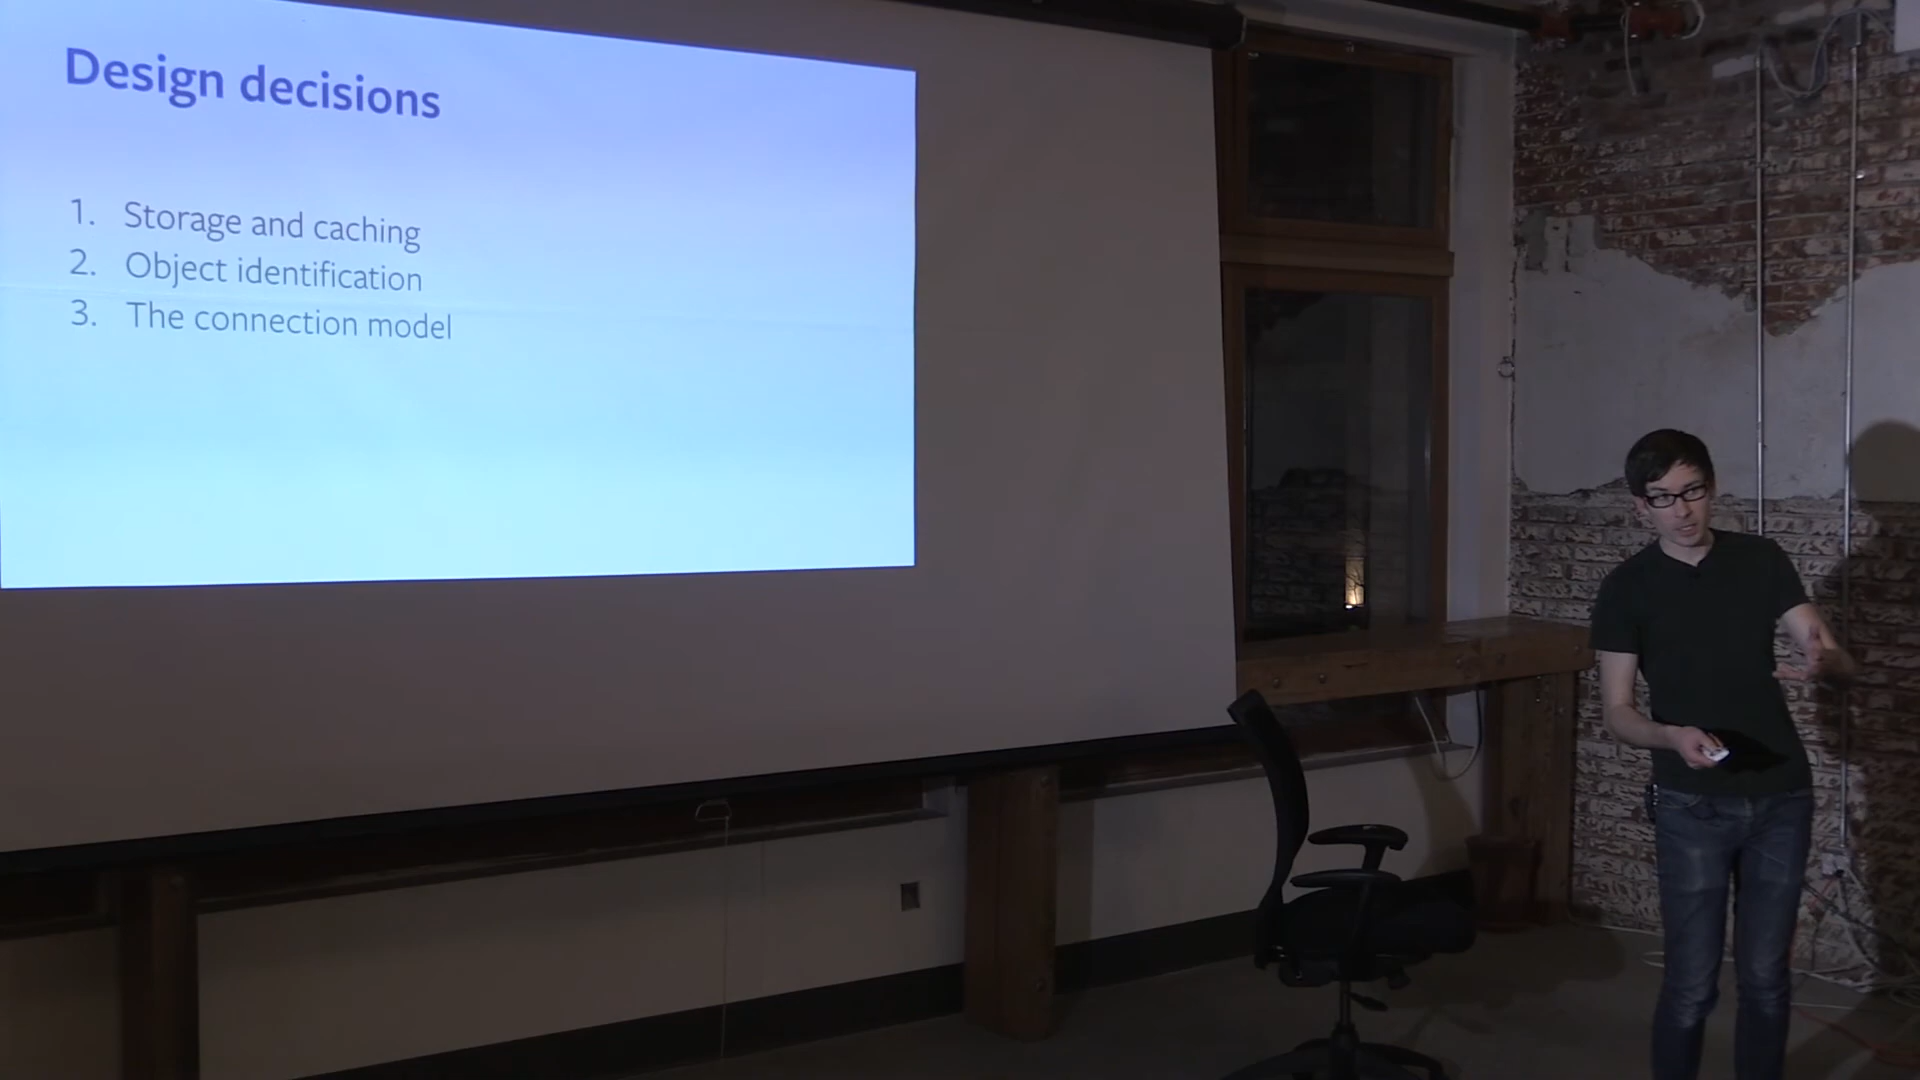 Design decisions
1. Storage and caching
2. Object identification
3. The connection model